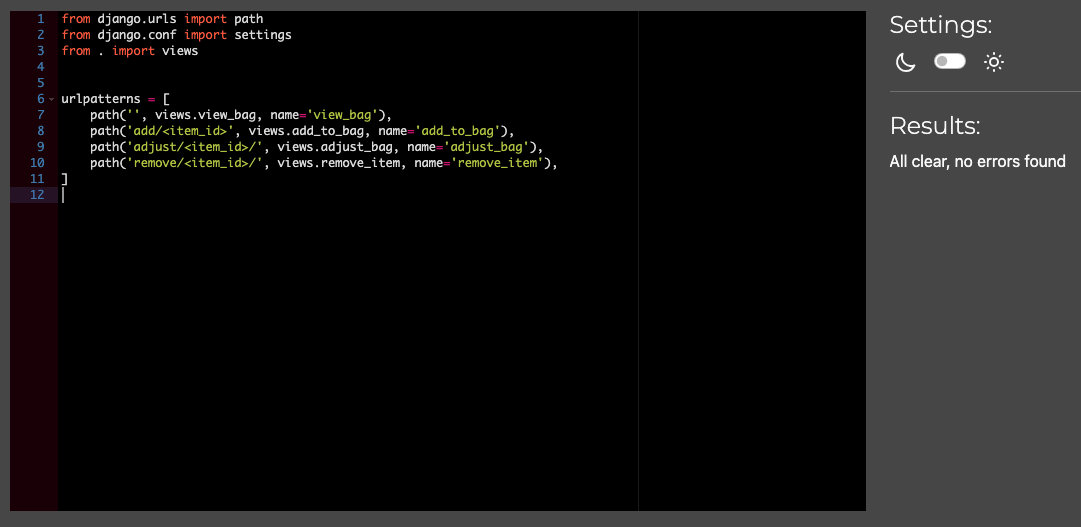 1 from django.urls import path
2 from django.conf import settings
3 from . import views
4
5
6 urlpatterns = [
7     path('', views.view_bag, name='view_bag'),
8     path('add/<item_id>', views.add_to_bag, name='add_to_bag'),
9     path('adjust/<item_id>/', views.adjust_bag, name='adjust_bag'),
10     path('remove/<item_id>/', views.remove_item, name='remove_item'),
11 ]
12
Settings:
Results:
All clear, no errors found